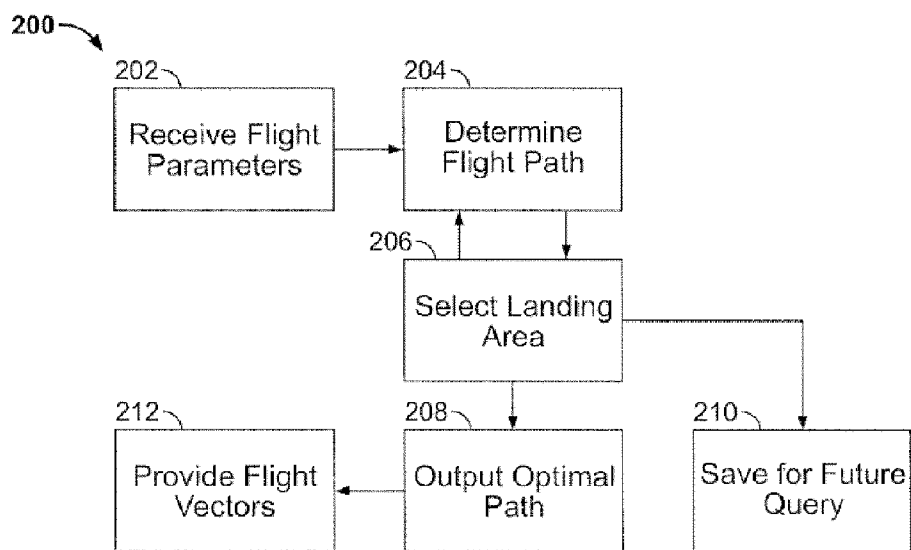 200
202
Receive Flight
Parameters
204
Determine
Flight Path
206
Select Landing
Area
212
Provide Flight
Vectors
208
Output Optimal
Path
210
Save for Future
Query